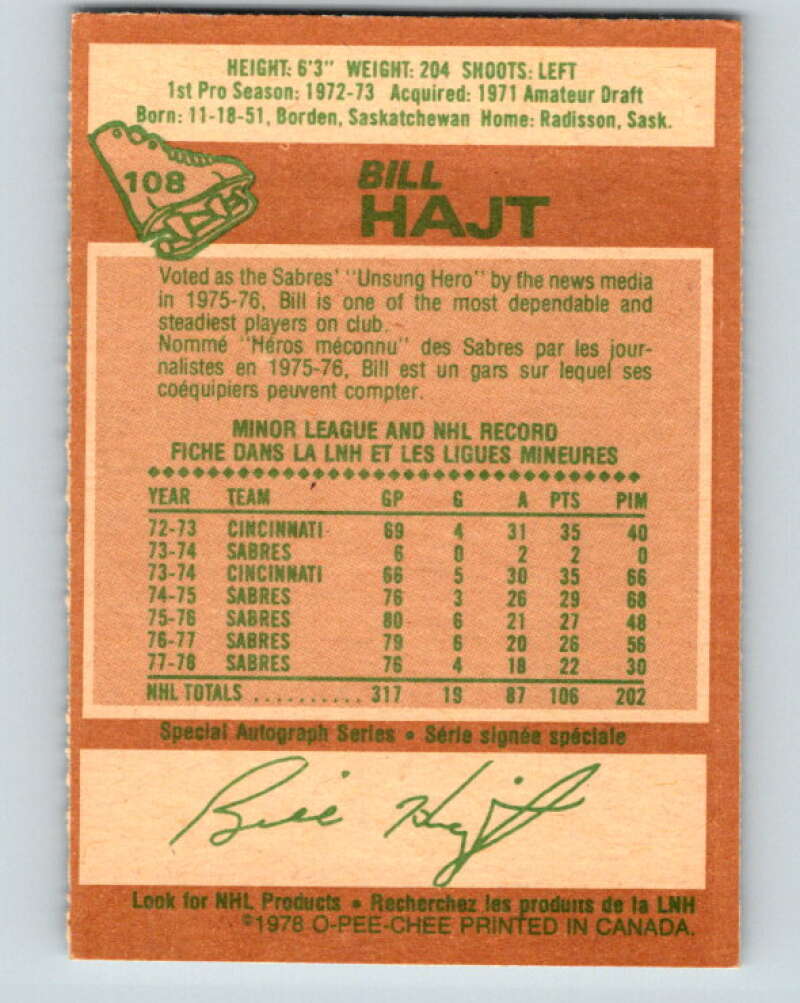 HEIGHT: 6'3" WEIGHT: 204 SHOOTS: LEFT
1st Pro Season: 1972-73 Acquired: 1971 Amateur Draft
Born: 11-18-51, Borden, Saskatchewan Home: Radisson, Sask.
108
BILL
HAJT
Voted as the Sabres' "Unsung Hero" by the news media
in 1975-76, Bill is one of the most dependable and
steadiest players on club.
Nommé "Héros méconnu" des Sabres par les jour-
nalistes en 1975-76, Bill est un gars sur lequel ses
coéquipiers peuvent compter.
MINOR LEAGUE AND NHL RECORD
FICHE DANS LA LNH ET LES LIGUES MINEURES
YEAR TEAM GP G A PTS PIM
72-73 CINCINNATI 69 4 31 35 40
73-74 SABRES 6 0 2 2 0
73-74 CINCINNATI 66 5 30 35 66
74-75 SABRES 76 3 26 29 68
75-76 SABRES 80 6 21 27 48
76-77 SABRES 79 6 20 26 56
77-78 SABRES 76 4 18 22 30
NHL TOTALS .......... 317 19 87 106 202
Special Autograph Series • Série signée spéciale
Bill Hajt
Look for NHL Products • Recherchez les produits de la LNH
©1978 O-PEE-CHEE PRINTED IN CANADA.